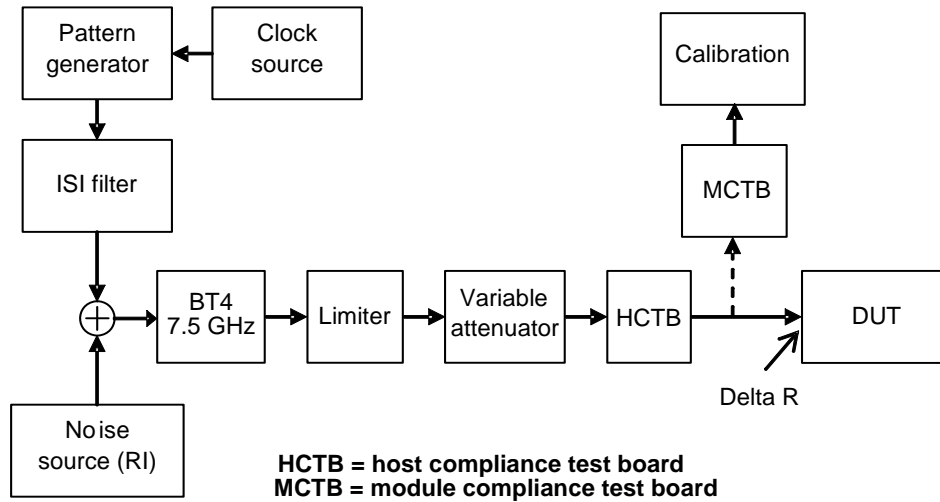 Pattern
generator
Clock
source
Calibration
ISI filter
MCTB
BT4
7.5 GHz
Limiter
Variable
attenuator
HCTB
DUT
Delta R
Noise
source (RI)
HCTB = host compliance test board
MCTB = module compliance test board